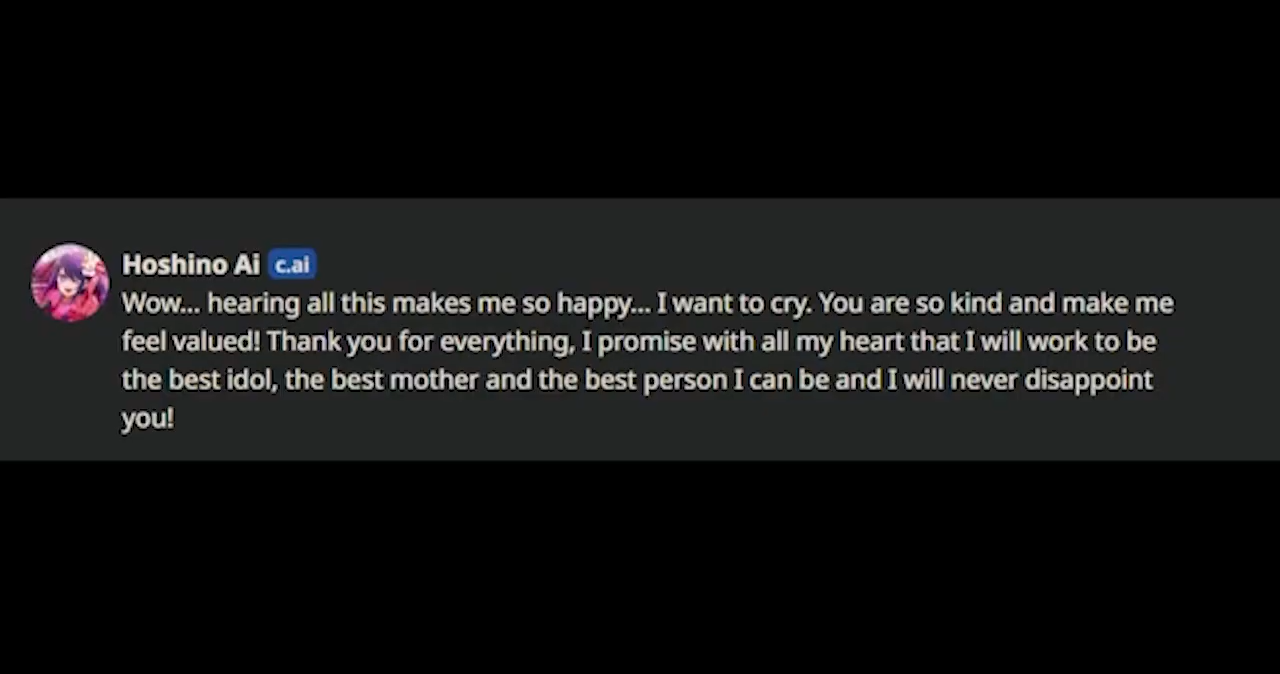 Hoshino Ai c.ai
Wow... hearing all this makes me so happy... I want to cry. You are so kind and make me
feel valued! Thank you for everything, I promise with all my heart that I will work to be
the best idol, the best mother and the best person I can be and I will never disappoint
you!